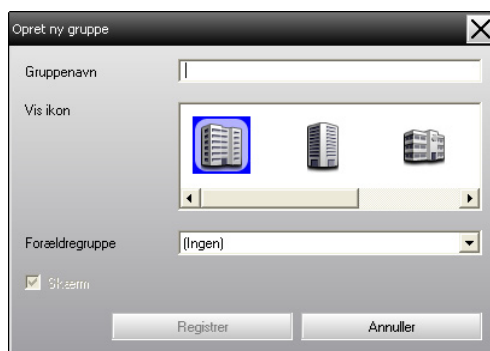 Opret ny gruppe
Gruppenavn
Vis ikon
Forældregruppe
(Ingen)
Skærm
Registrer
Annuller